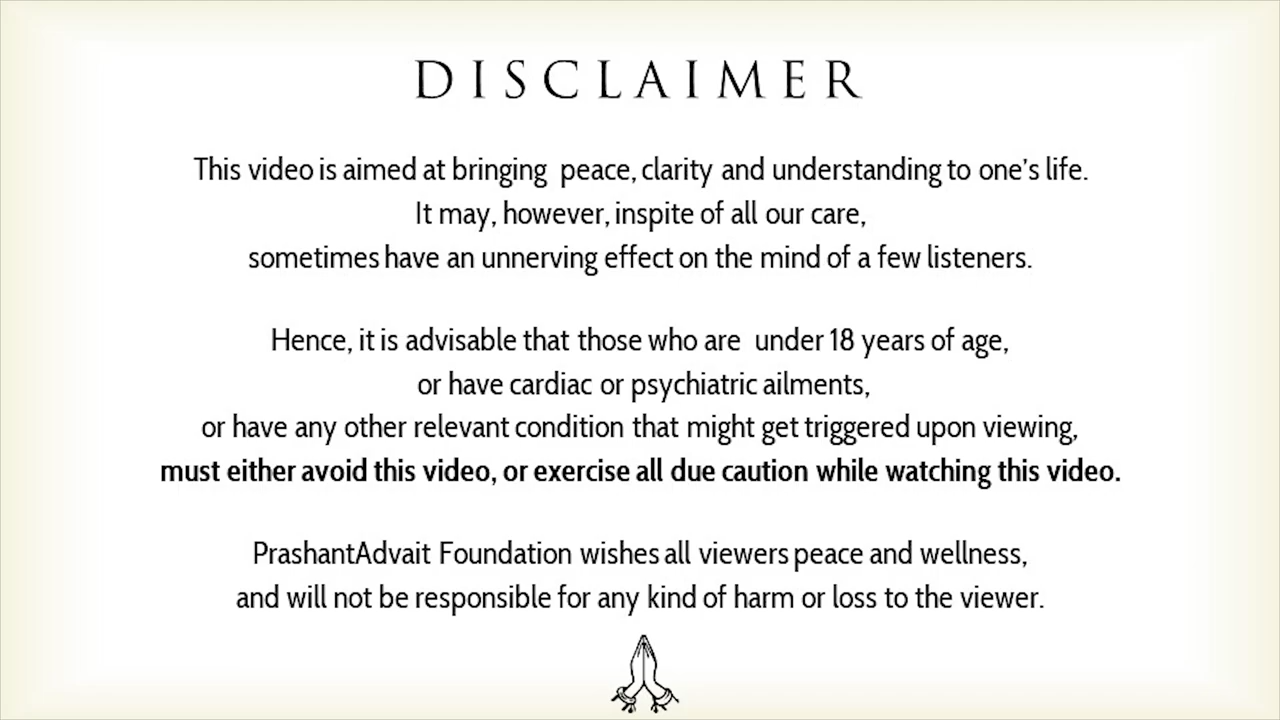 DISCLAIMER
This video is aimed at bringing peace, clarity and understanding to one's life.
It may, however, inspite of all our care,
sometimes have an unnerving effect on the mind of a few listeners.
Hence, it is advisable that those who are under 18 years of age,
or have cardiac or psychiatric ailments,
or have any other relevant condition that might get triggered upon viewing,
must either avoid this video, or exercise all due caution while watching this video.
PrashantAdvait Foundation wishes all viewers peace and wellness,
and will not be responsible for any kind of harm or loss to the viewer.